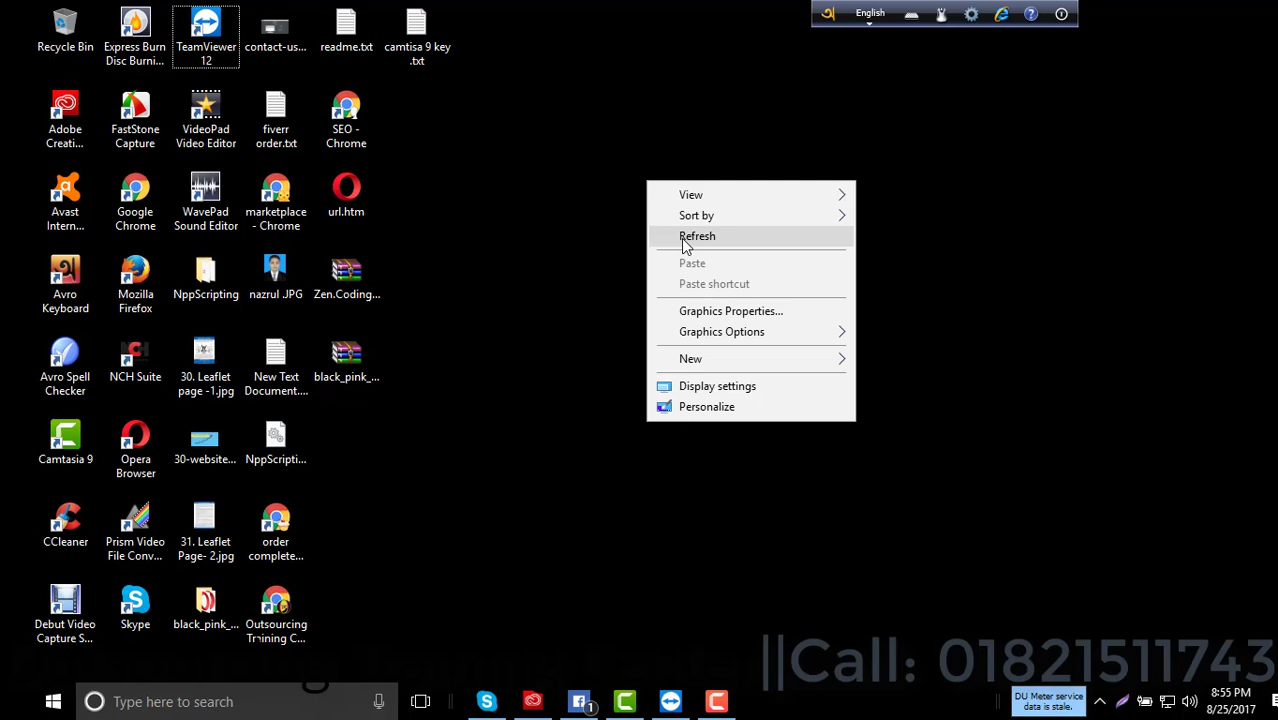 English
Recycle Bin
Express Burn
Disc Burni...
TeamViewer
12
contact-us...
readme.txt
camtisa 9 key
.txt
Adobe
Creati...
FastStone
Capture
VideoPad
Video Editor
fiverr
order.txt
SEO -
Chrome
Avast
Intern...
Google
Chrome
WavePad
Sound Editor
marketplace
- Chrome
url.htm
Avro
Keyboard
Mozilla
Firefox
NppScripting
nazrul .JPG
Zen.Coding...
Avro Spell
Checker
NCH Suite
30. Leaflet
page -1.jpg
New Text
Document....
black_pink_...
Camtasia 9
Opera
Browser
30-website...
NppScripti...
CCleaner
Prism Video
File Conv...
31. Leaflet
Page- 2.jpg
order
complete...
Debut Video
Capture S...
Skype
black_pink_...
Outsourcing
Training C...
View
Sort by
Refresh
Paste
Paste shortcut
Graphics Properties...
Graphics Options
New
Display settings
Personalize
||Call: 01821511743
Type here to search
1
DU Meter service
data is stale.
8:55 PM
8/25/2017